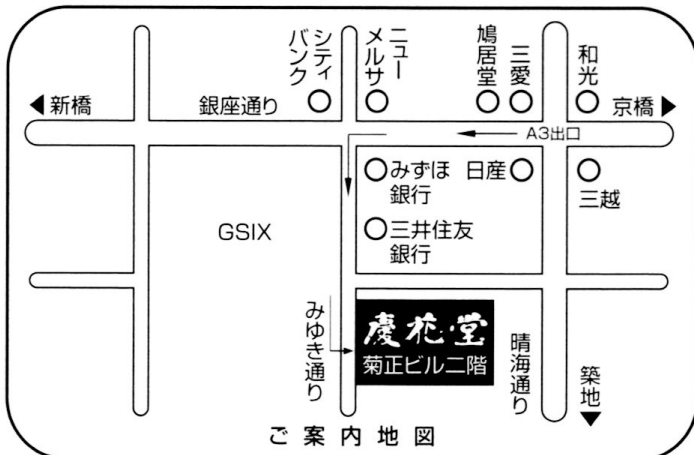 シティ
バンク
ニュー
メルサ
鳩居堂
三愛
和光
◀新橋
銀座通り
京橋▶
A3出口
みずほ
銀行
日産
三越
GSIX
三井住友
銀行
みゆき通り
慶花堂
菊正ビル二階
晴海通り
築地▼
ご案内地図